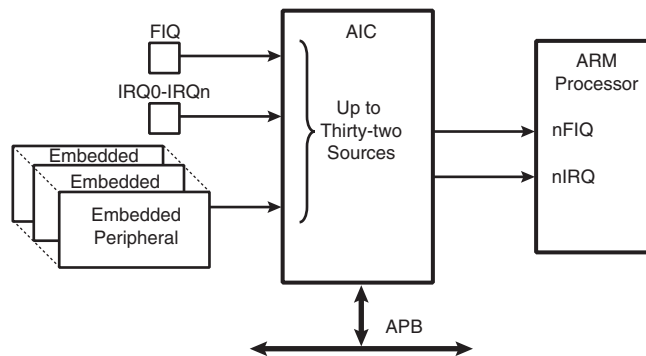 FIQ
IRQ0-IRQn
Embedded
Embedded
Embedded
Peripheral
AIC
Up to
Thirty-two
Sources
ARM
Processor
nFIQ
nIRQ
APB